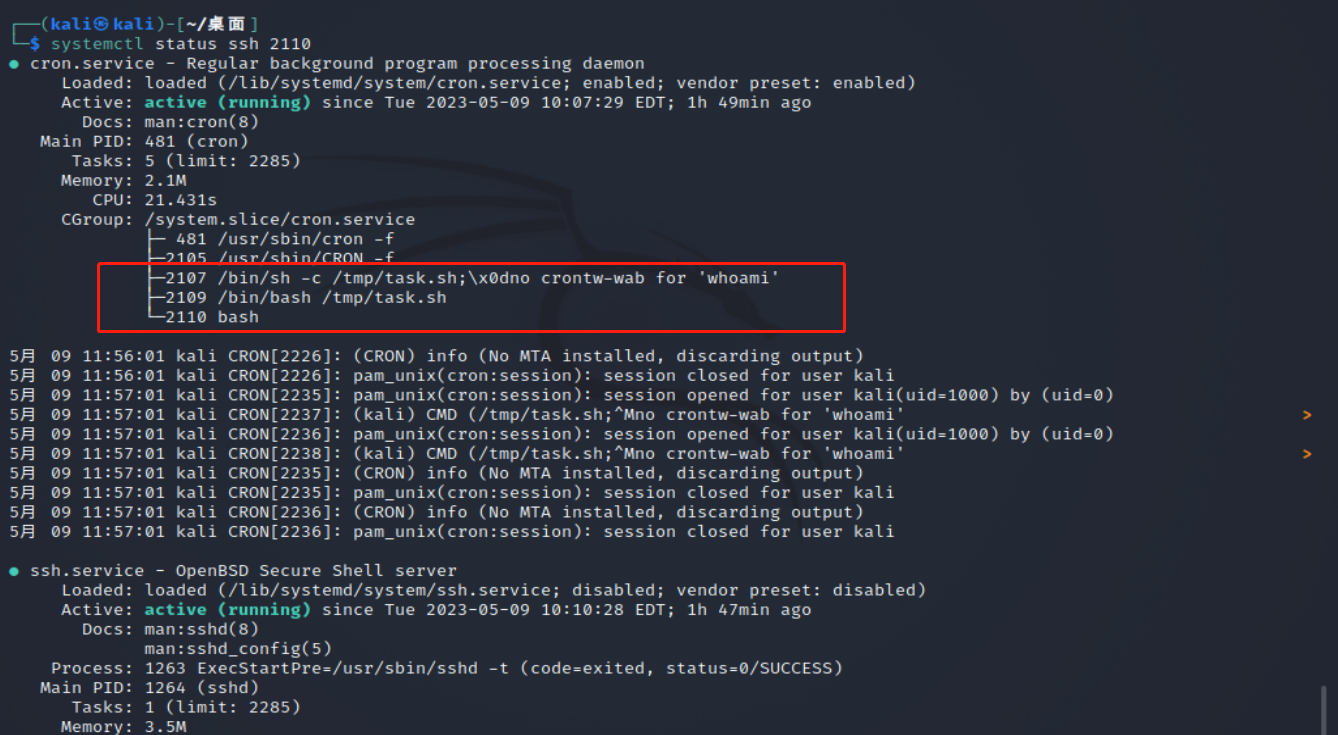 ┌──(kali㉿kali)-[~/桌面]
└─$ systemctl status ssh 2110
● cron.service - Regular background program processing daemon
     Loaded: loaded (/lib/systemd/system/cron.service; enabled; vendor preset: enabled)
     Active: active (running) since Tue 2023-05-09 10:07:29 EDT; 1h 49min ago
       Docs: man:cron(8)
   Main PID: 481 (cron)
      Tasks: 5 (limit: 2285)
     Memory: 2.1M
        CPU: 21.431s
     CGroup: /system.slice/cron.service
             ├─ 481 /usr/sbin/cron -f
             ├─2105 /usr/sbin/CRON -f
             ├─2107 /bin/sh -c /tmp/task.sh;\x0dno crontw-wab for 'whoami'
             ├─2109 /bin/bash /tmp/task.sh
             └─2110 bash
5月 09 11:56:01 kali CRON[2226]: (CRON) info (No MTA installed, discarding output)
5月 09 11:56:01 kali CRON[2226]: pam_unix(cron:session): session closed for user kali
5月 09 11:57:01 kali CRON[2235]: pam_unix(cron:session): session opened for user kali(uid=1000) by (uid=0)
5月 09 11:57:01 kali CRON[2237]: (kali) CMD (/tmp/task.sh;^Mno crontw-wab for 'whoami' >
5月 09 11:57:01 kali CRON[2236]: pam_unix(cron:session): session opened for user kali(uid=1000) by (uid=0)
5月 09 11:57:01 kali CRON[2238]: (kali) CMD (/tmp/task.sh;^Mno crontw-wab for 'whoami' >
5月 09 11:57:01 kali CRON[2235]: (CRON) info (No MTA installed, discarding output)
5月 09 11:57:01 kali CRON[2235]: pam_unix(cron:session): session closed for user kali
5月 09 11:57:01 kali CRON[2236]: (CRON) info (No MTA installed, discarding output)
5月 09 11:57:01 kali CRON[2236]: pam_unix(cron:session): session closed for user kali
● ssh.service - OpenBSD Secure Shell server
     Loaded: loaded (/lib/systemd/system/ssh.service; disabled; vendor preset: disabled)
     Active: active (running) since Tue 2023-05-09 10:10:28 EDT; 1h 47min ago
       Docs: man:sshd(8)
             man:sshd_config(5)
    Process: 1263 ExecStartPre=/usr/sbin/sshd -t (code=exited, status=0/SUCCESS)
   Main PID: 1264 (sshd)
      Tasks: 1 (limit: 2285)
     Memory: 3.5M